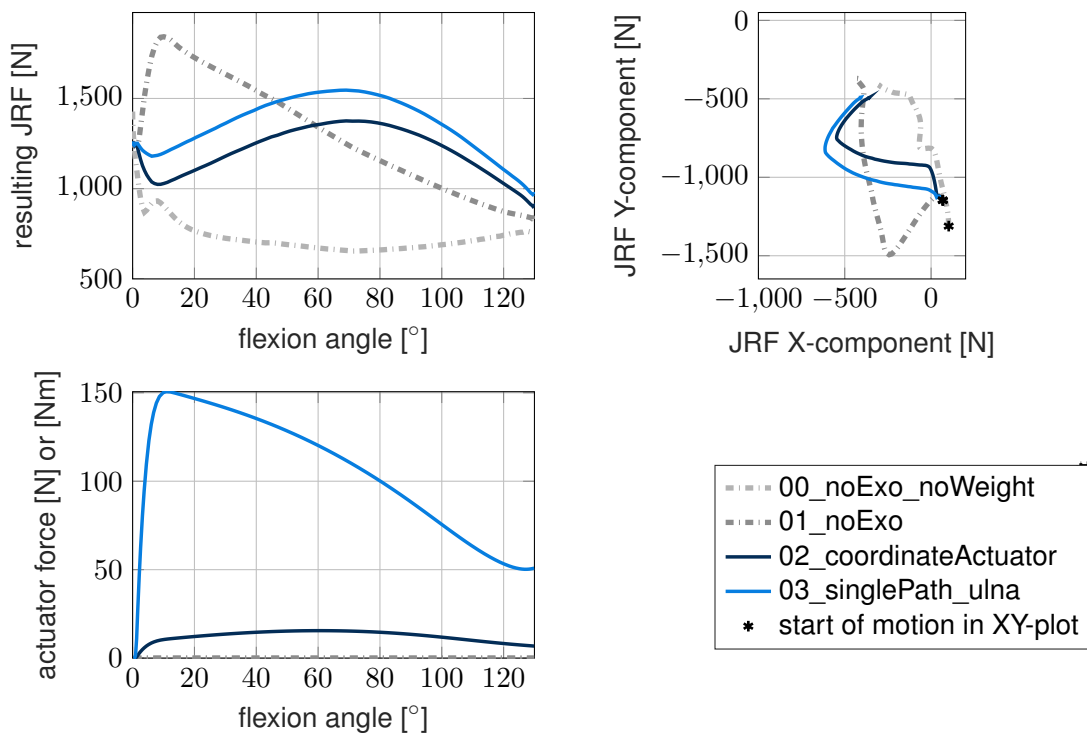 resulting JRF [N]
1,500
1,000
500
0 20 40 60 80 100 120
flexion angle [°]
JRF Y-component [N]
0
−500
−1,000
−1,500
−1,000 −500 0
JRF X-component [N]
actuator force [N] or [Nm]
150
100
50
0
0 20 40 60 80 100 120
flexion angle [°]
00_noExo_noWeight
01_noExo
02_coordinateActuator
03_singlePath_ulna
start of motion in XY-plot